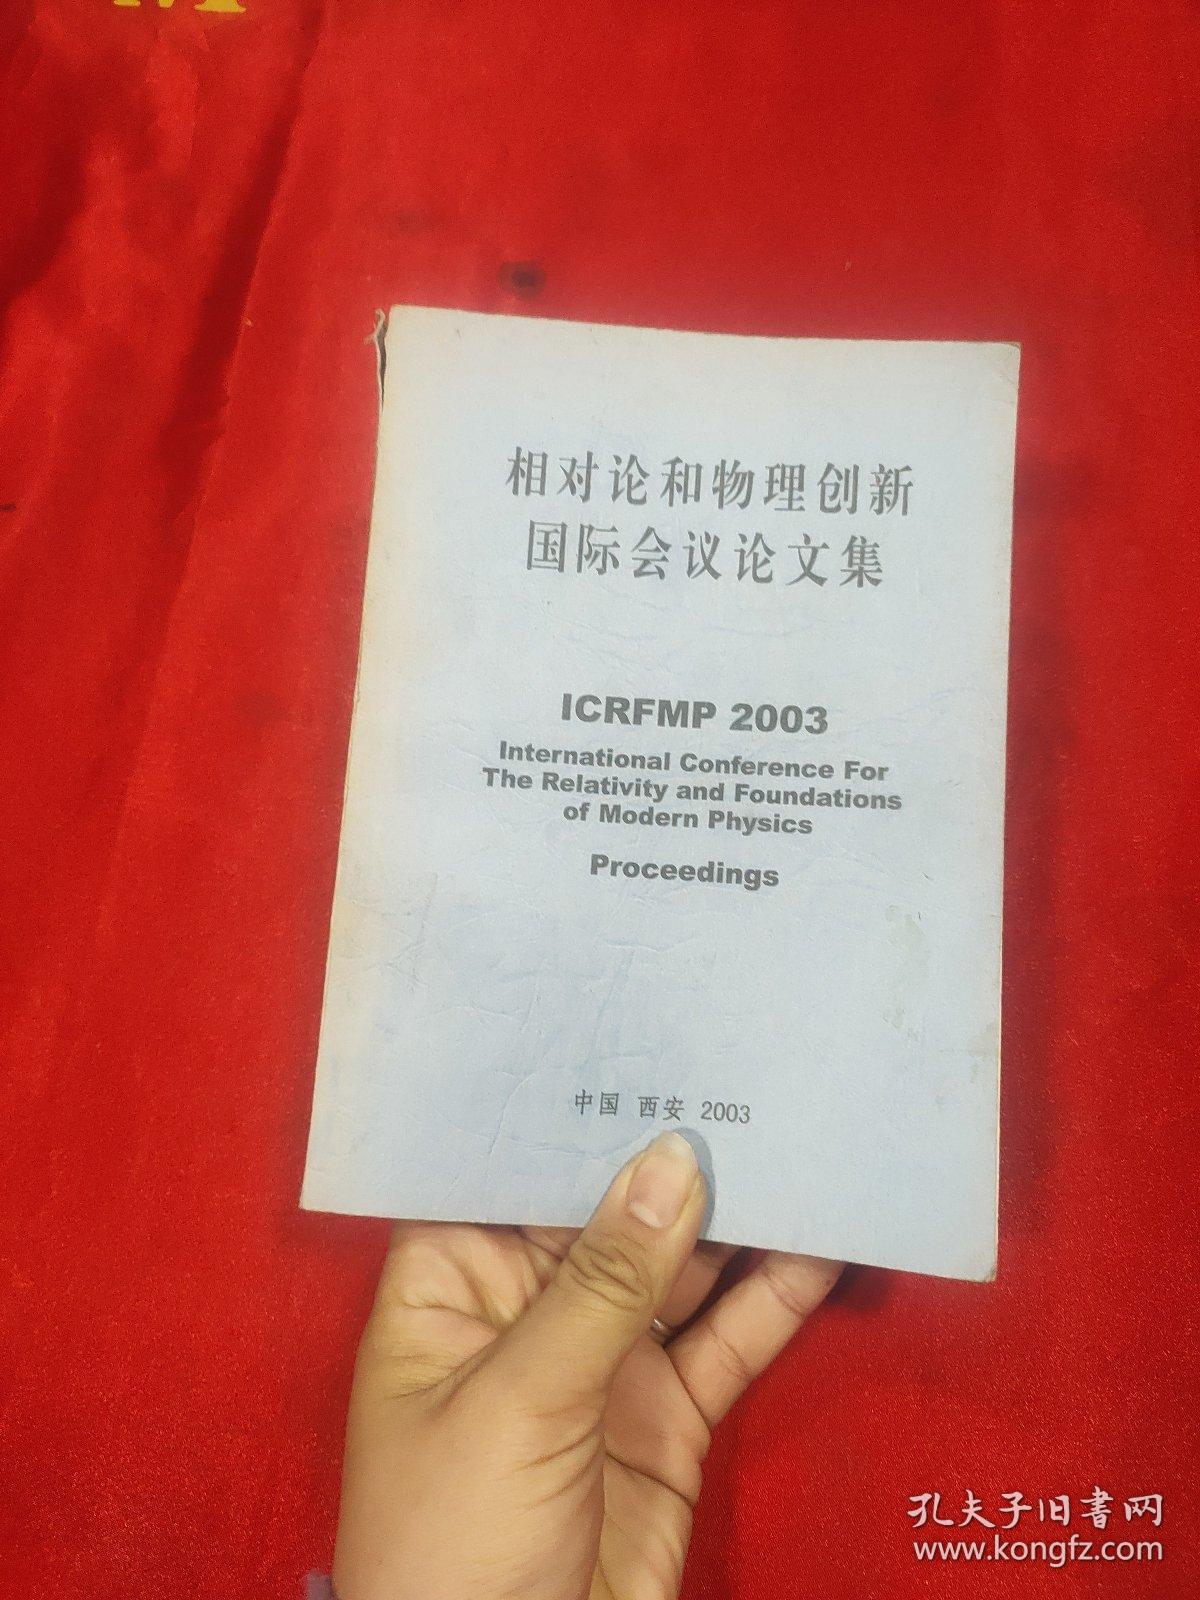 相对论和物理创新
国际会议论文集
ICRFMP 2003
International Conference For
The Relativity and Foundations
of Modern Physics
Proceedings
中国 西安 2003
孔夫子旧书网
www.kongfz.com